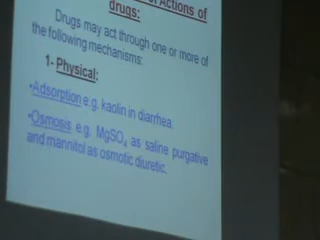 of Actions of
drugs:
Drugs may act through one or more of
the following mechanisms:
1- Physical:
•Adsorption e.g. kaolin in diarrhea.
•Osmosis e.g. MgSO₄ as saline purgative
and mannitol as osmotic diuretic.